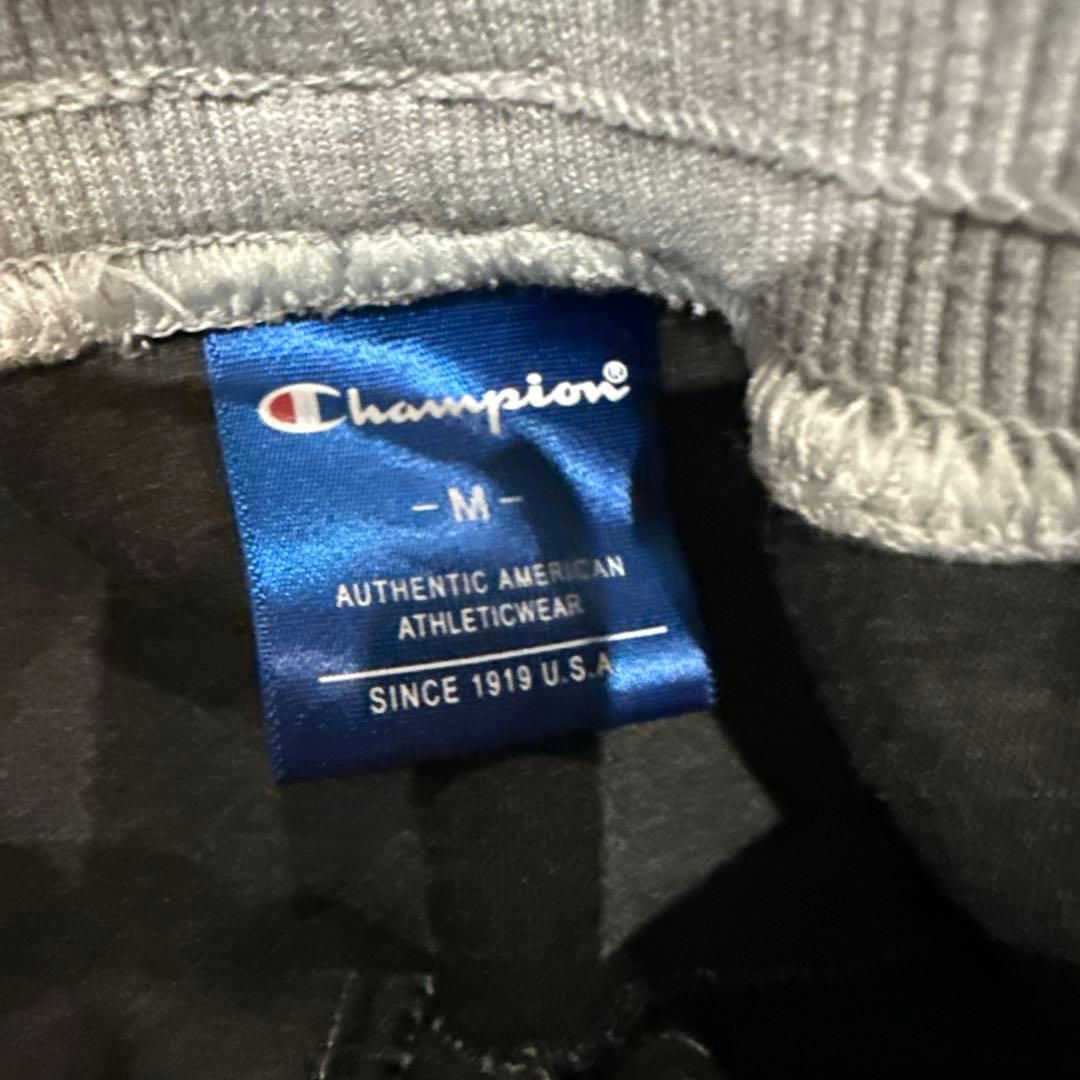 Champion®
- M -
AUTHENTIC AMERICAN
ATHLETICWEAR
SINCE 1919 U.S.A